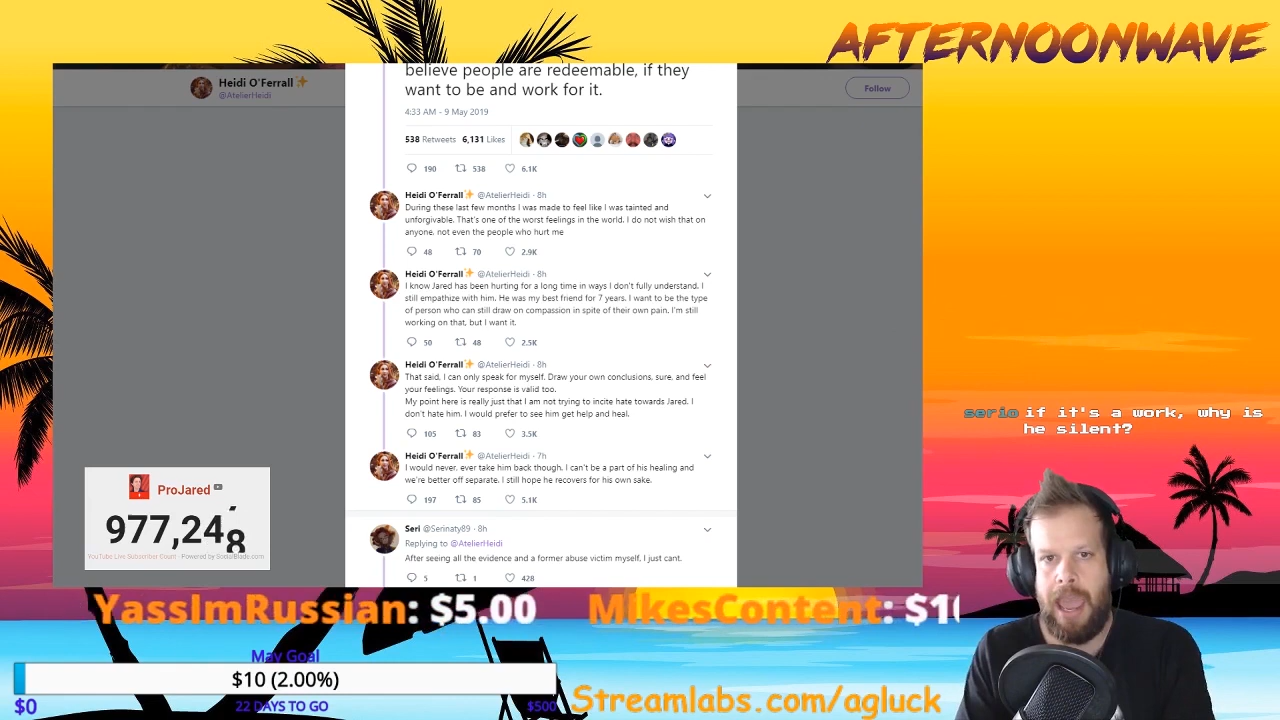 AFTERNOONWAVE
Heidi O'Ferrall
@AtelierHeidi
Follow
believe people are redeemable, if they
want to be and work for it.
4:33 AM - 9 May 2019
538 Retweets 6,131 Likes
190 538 6.1K
Heidi O'Ferrall @AtelierHeidi · 8h
During these last few months I was made to feel like I was tainted and
unforgivable. That's one of the worst feelings in the world. I do not wish that on
anyone, not even the people who hurt me
48 70 2.9K
Heidi O'Ferrall @AtelierHeidi · 8h
I know Jared has been hurting for a long time in ways I don't fully understand. I
still empathize with him. He was my best friend for 7 years. I want to be the type
of person who can still draw on compassion in spite of their own pain. I'm still
working on that, but I want it.
50 48 2.5K
Heidi O'Ferrall @AtelierHeidi · 8h
That said, I can only speak for myself. Draw your own conclusions, sure, and feel
your feelings. Your response is valid too.
My point here is really just that I am not trying to incite hate towards Jared. I
don't hate him. I would prefer to see him get help and heal.
105 83 3.5K
Heidi O'Ferrall @AtelierHeidi · 7h
I would never, ever take him back though. I can't be a part of his healing and
we're better off separate. I still hope he recovers for his own sake.
197 85 5.1K
Seri @Serinaty89 · 8h
Replying to @AtelierHeidi
After seeing all the evidence and a former abuse victim myself, I just cant.
5 1 428
ProJared
977,248
YouTube Live Subscriber Count - Powered by SocialBlade.com
serio if it's a work, why is
he silent?
YassImRussian: $5.00 MikesContent: $1
May Goal
$10 (2.00%)
$0 22 DAYS TO GO $500
Streamlabs.com/agluck